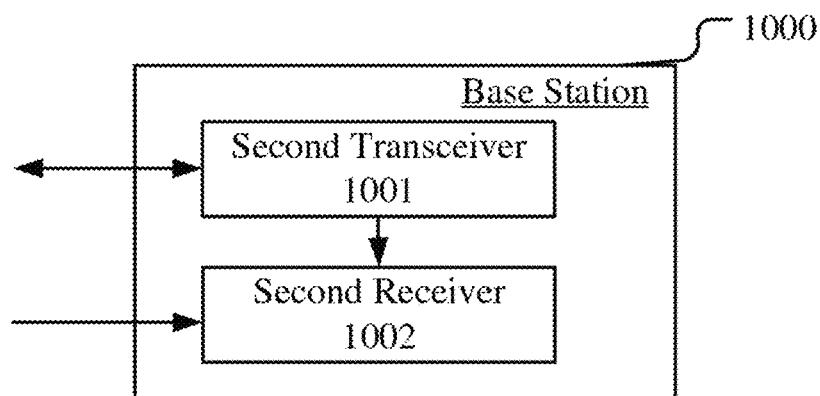 1000
Base Station
Second Transceiver
1001
Second Receiver
1002